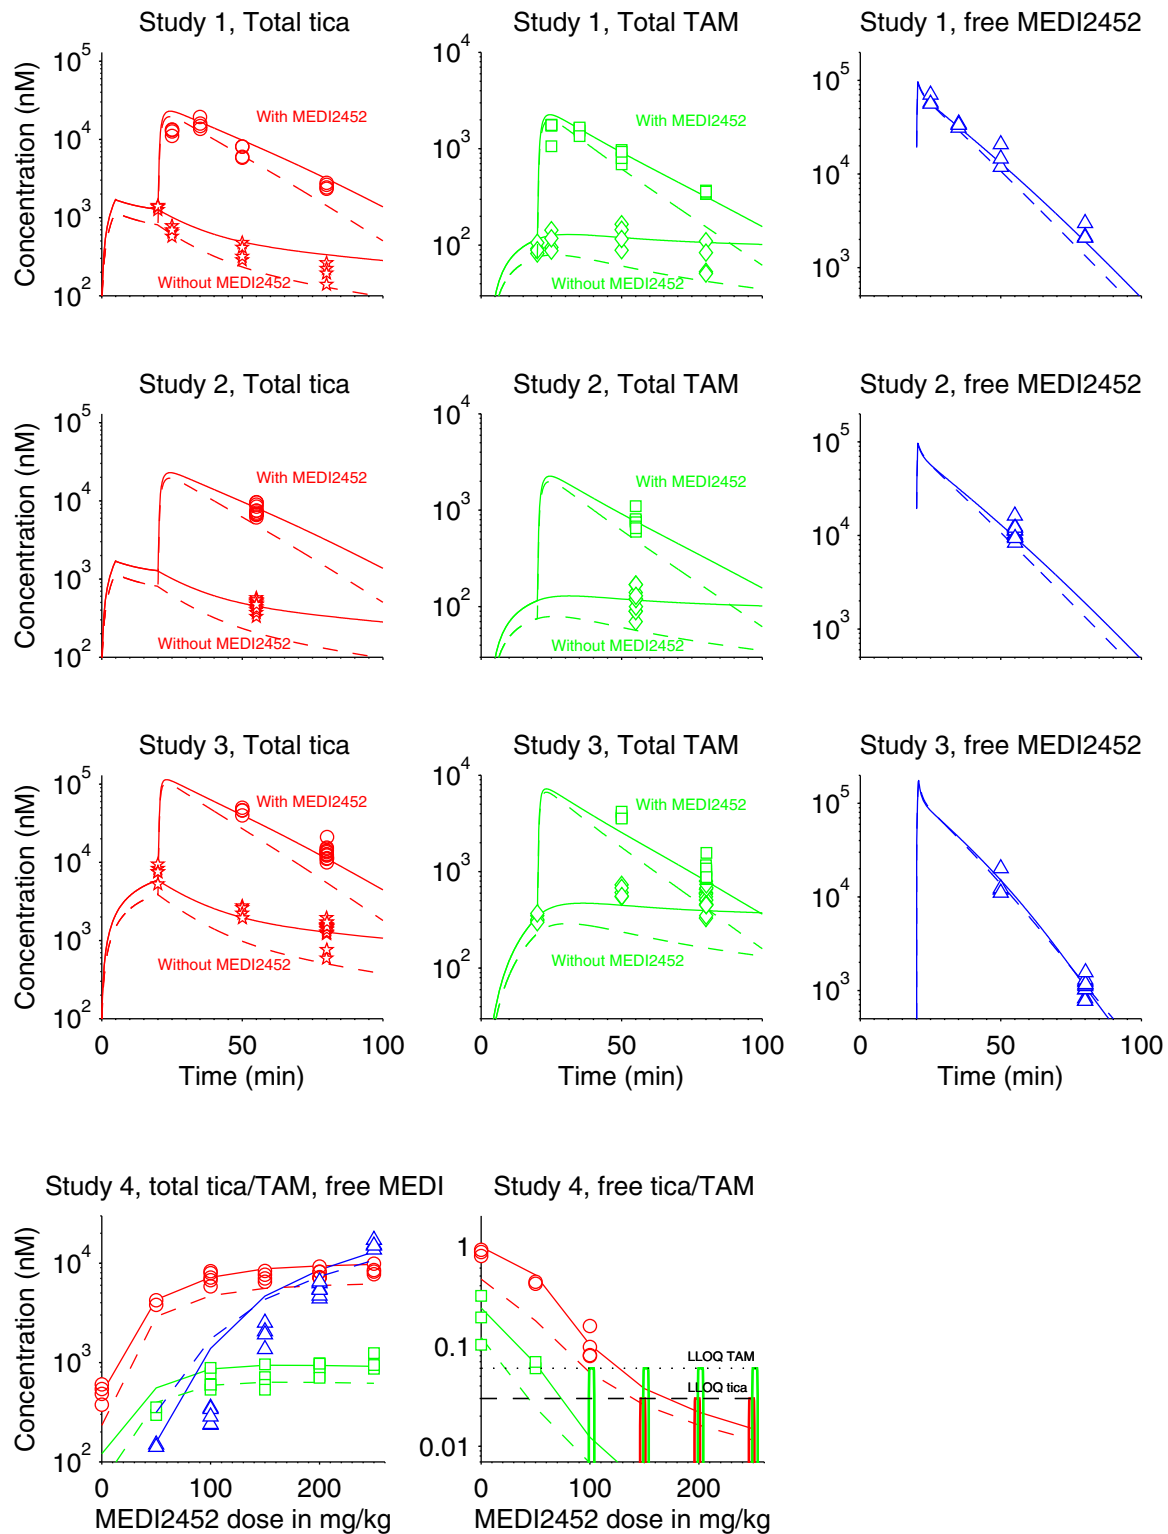 Study 1, Total tica
Study 1, Total TAM
Study 1, free MEDI2452
Concentration (nM)
10^5
10^4
10^3
10^2
With MEDI2452
Without MEDI2452
10^4
10^3
10^2
With MEDI2452
Without MEDI2452
10^5
10^4
10^3
0 50 100
0 50 100
0 50 100
Study 2, Total tica
Study 2, Total TAM
Study 2, free MEDI2452
Concentration (nM)
10^5
10^4
10^3
10^2
With MEDI2452
Without MEDI2452
10^4
10^3
10^2
With MEDI2452
Without MEDI2452
10^5
10^4
10^3
Study 3, Total tica
Study 3, Total TAM
Study 3, free MEDI2452
Concentration (nM)
10^5
10^4
10^3
10^2
With MEDI2452
Without MEDI2452
10^4
10^3
10^2
With MEDI2452
Without MEDI2452
10^5
10^4
10^3
0 50 100
0 50 100
0 50 100
Time (min)
Time (min)
Time (min)
Study 4, total tica/TAM, free MEDI
Study 4, free tica/TAM
Concentration (nM)
10^4
10^3
10^2
1
0.1
0.01
LLOQ TAM
LLOQ tica
0 100 200
0 100 200
MEDI2452 dose in mg/kg
MEDI2452 dose in mg/kg